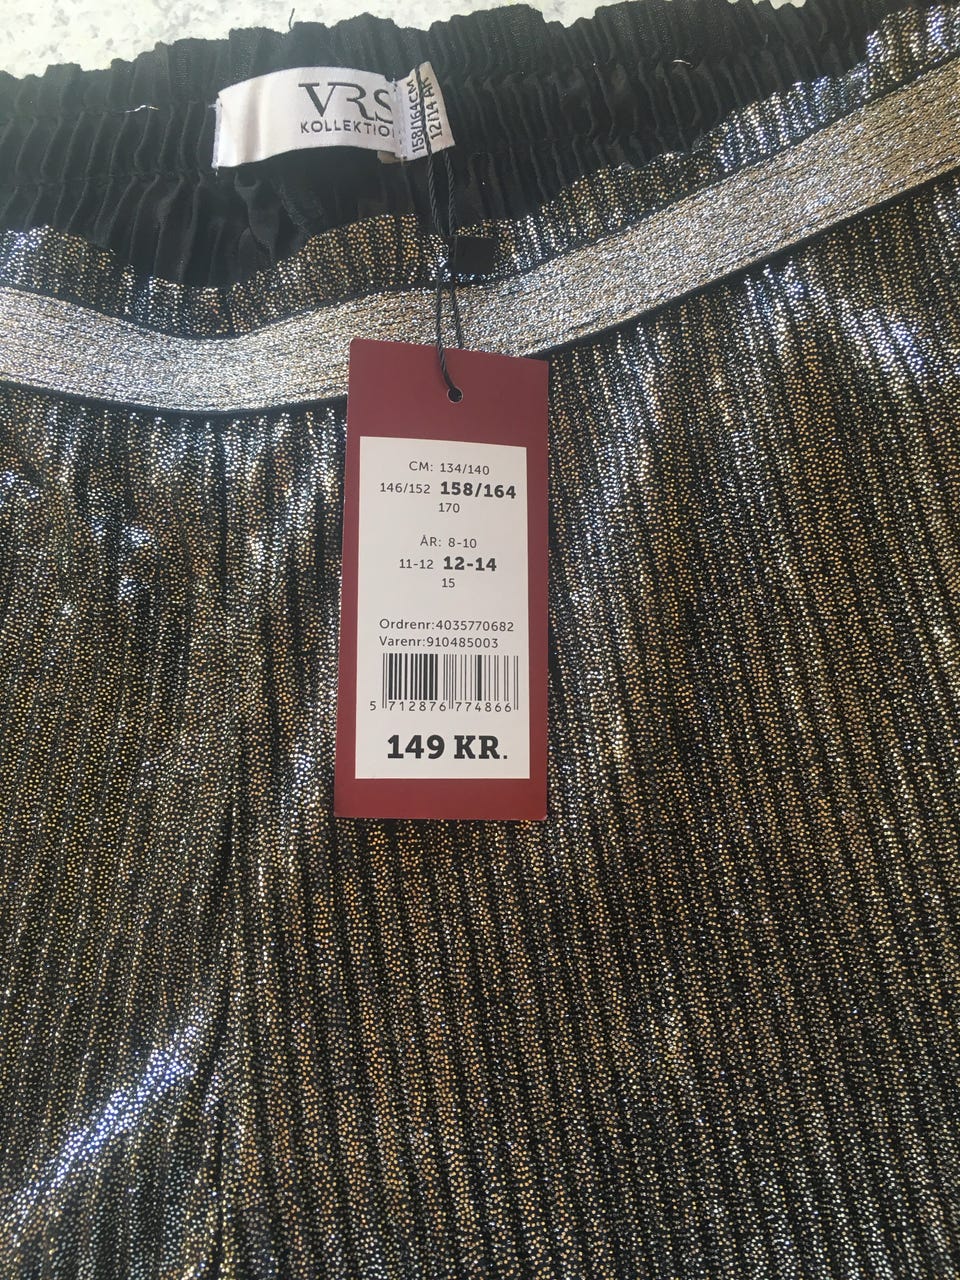 VRS
KOLLEKTIO
158/164CM
12/14 ÅR
CM: 134/140
146/152 158/164
170
ÅR: 8-10
11-12 12-14
15
Ordrenr:4035770682
Varenr:910485003
5 712876 774866
149 KR.